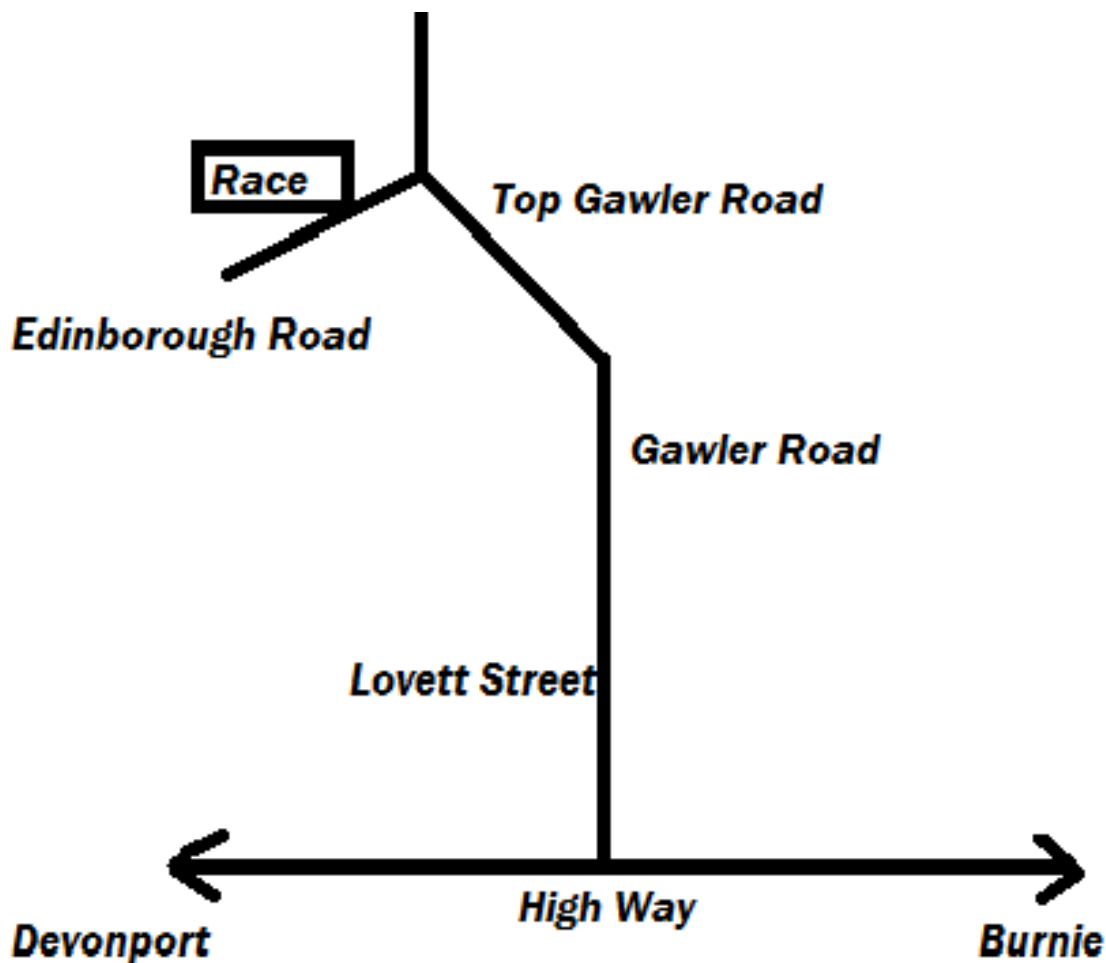 Race
Top Gawler Road
Edinborough Road
Gawler Road
Lovett Street
High Way
Devonport
Burnie